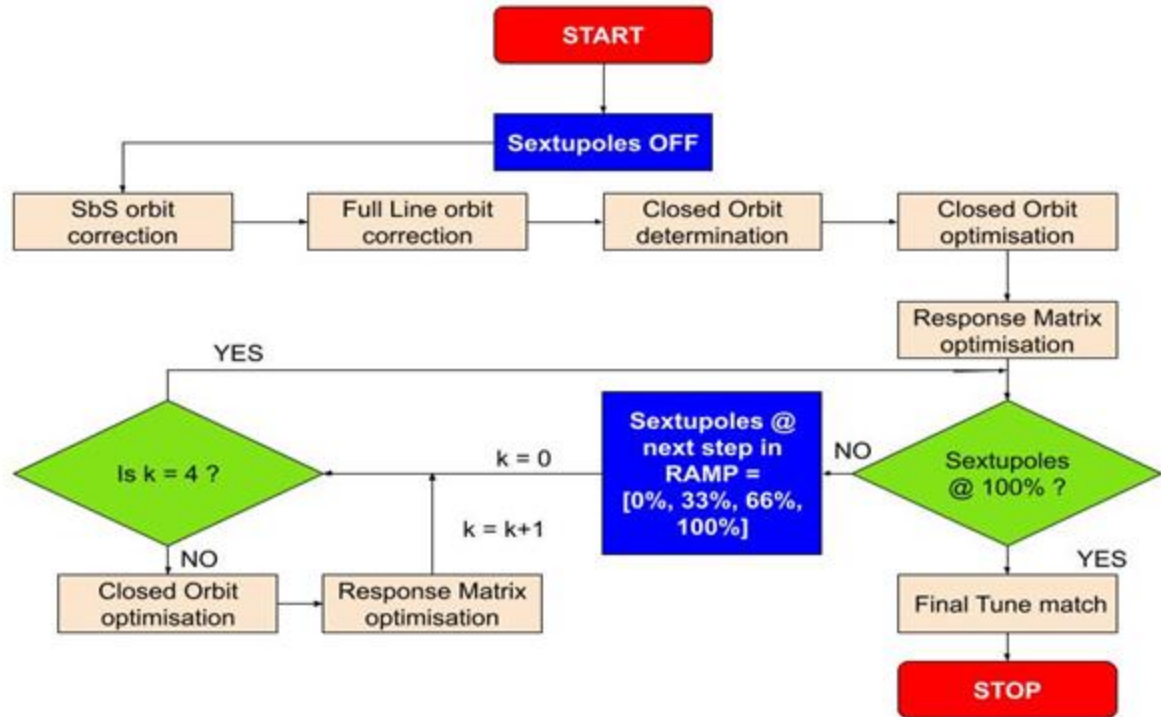 START
Sextupoles OFF
SbS orbit
correction
Full Line orbit
correction
Closed Orbit
determination
Closed Orbit
optimisation
Response Matrix
optimisation
YES
Sextupoles @
next step in
RAMP =
[0%, 33%, 66%,
100%]
NO
Sextupoles
@ 100% ?
k = 0
Is k = 4 ?
k = k+1
NO
Closed Orbit
optimisation
Response Matrix
optimisation
YES
Final Tune match
STOP